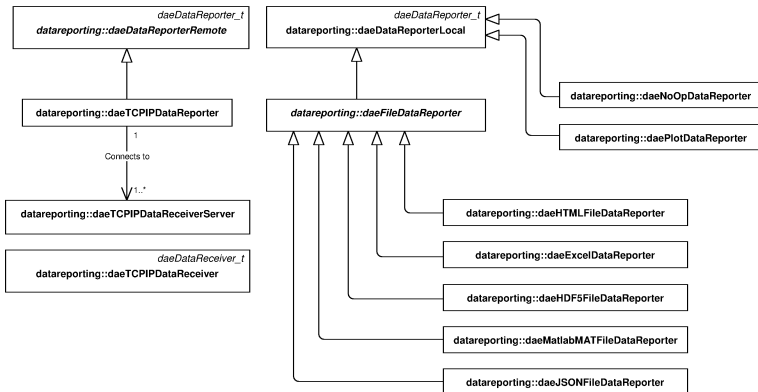 daeDataReporter_t
datareporting::daeDataReporterRemote
datareporting::daeTCPIPDataReporter
1
Connects to
1..*
datareporting::daeTCPIPDataReceiverServer
daeDataReceiver_t
datareporting::daeTCPIPDataReceiver
daeDataReporter_t
datareporting::daeDataReporterLocal
datareporting::daeFileDataReporter
datareporting::daeNoOpDataReporter
datareporting::daePlotDataReporter
datareporting::daeHTMLFileDataReporter
datareporting::daeExcelDataReporter
datareporting::daeHDF5FileDataReporter
datareporting::daeMatlabMATFileDataReporter
datareporting::daeJSONFileDataReporter